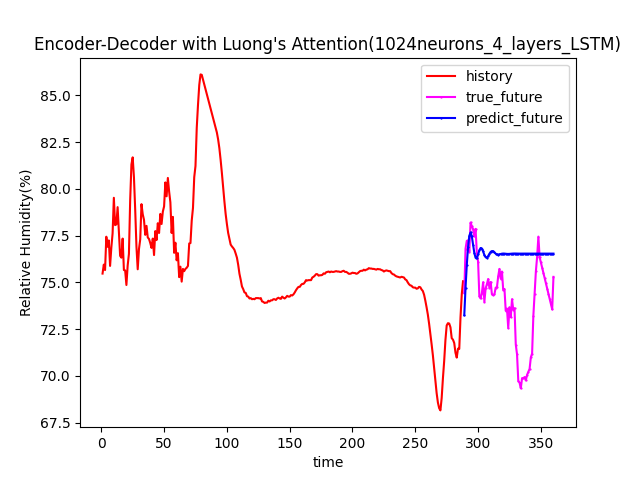 Encoder-Decoder with Luong's Attention(1024neurons_4_layers_LSTM)
history
true_future
predict_future
Relative Humidity(%)
85.0
82.5
80.0
77.5
75.0
72.5
70.0
67.5
0 50 100 150 200 250 300 350
time